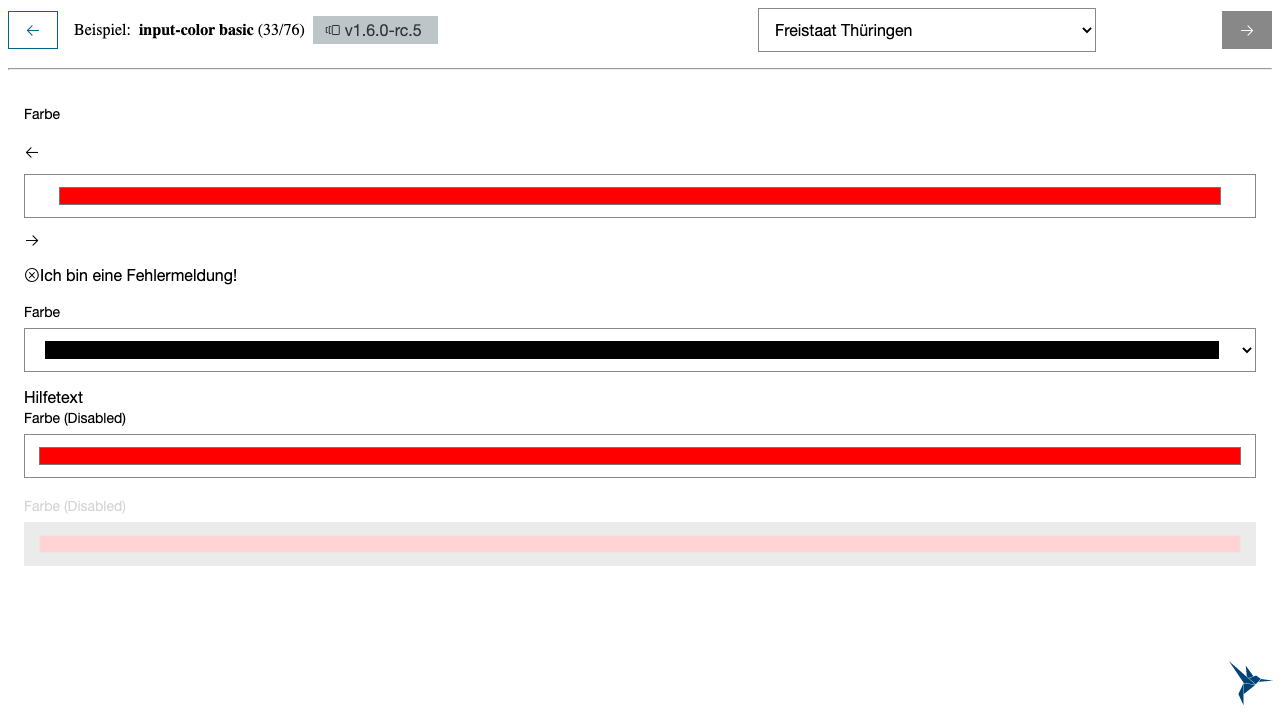 Beispiel: input-color basic (33/76) v1.6.0-rc.5 Freistaat Thüringen
Farbe
Ich bin eine Fehlermeldung!
Farbe
Hilfetext
Farbe (Disabled)
Farbe (Disabled)